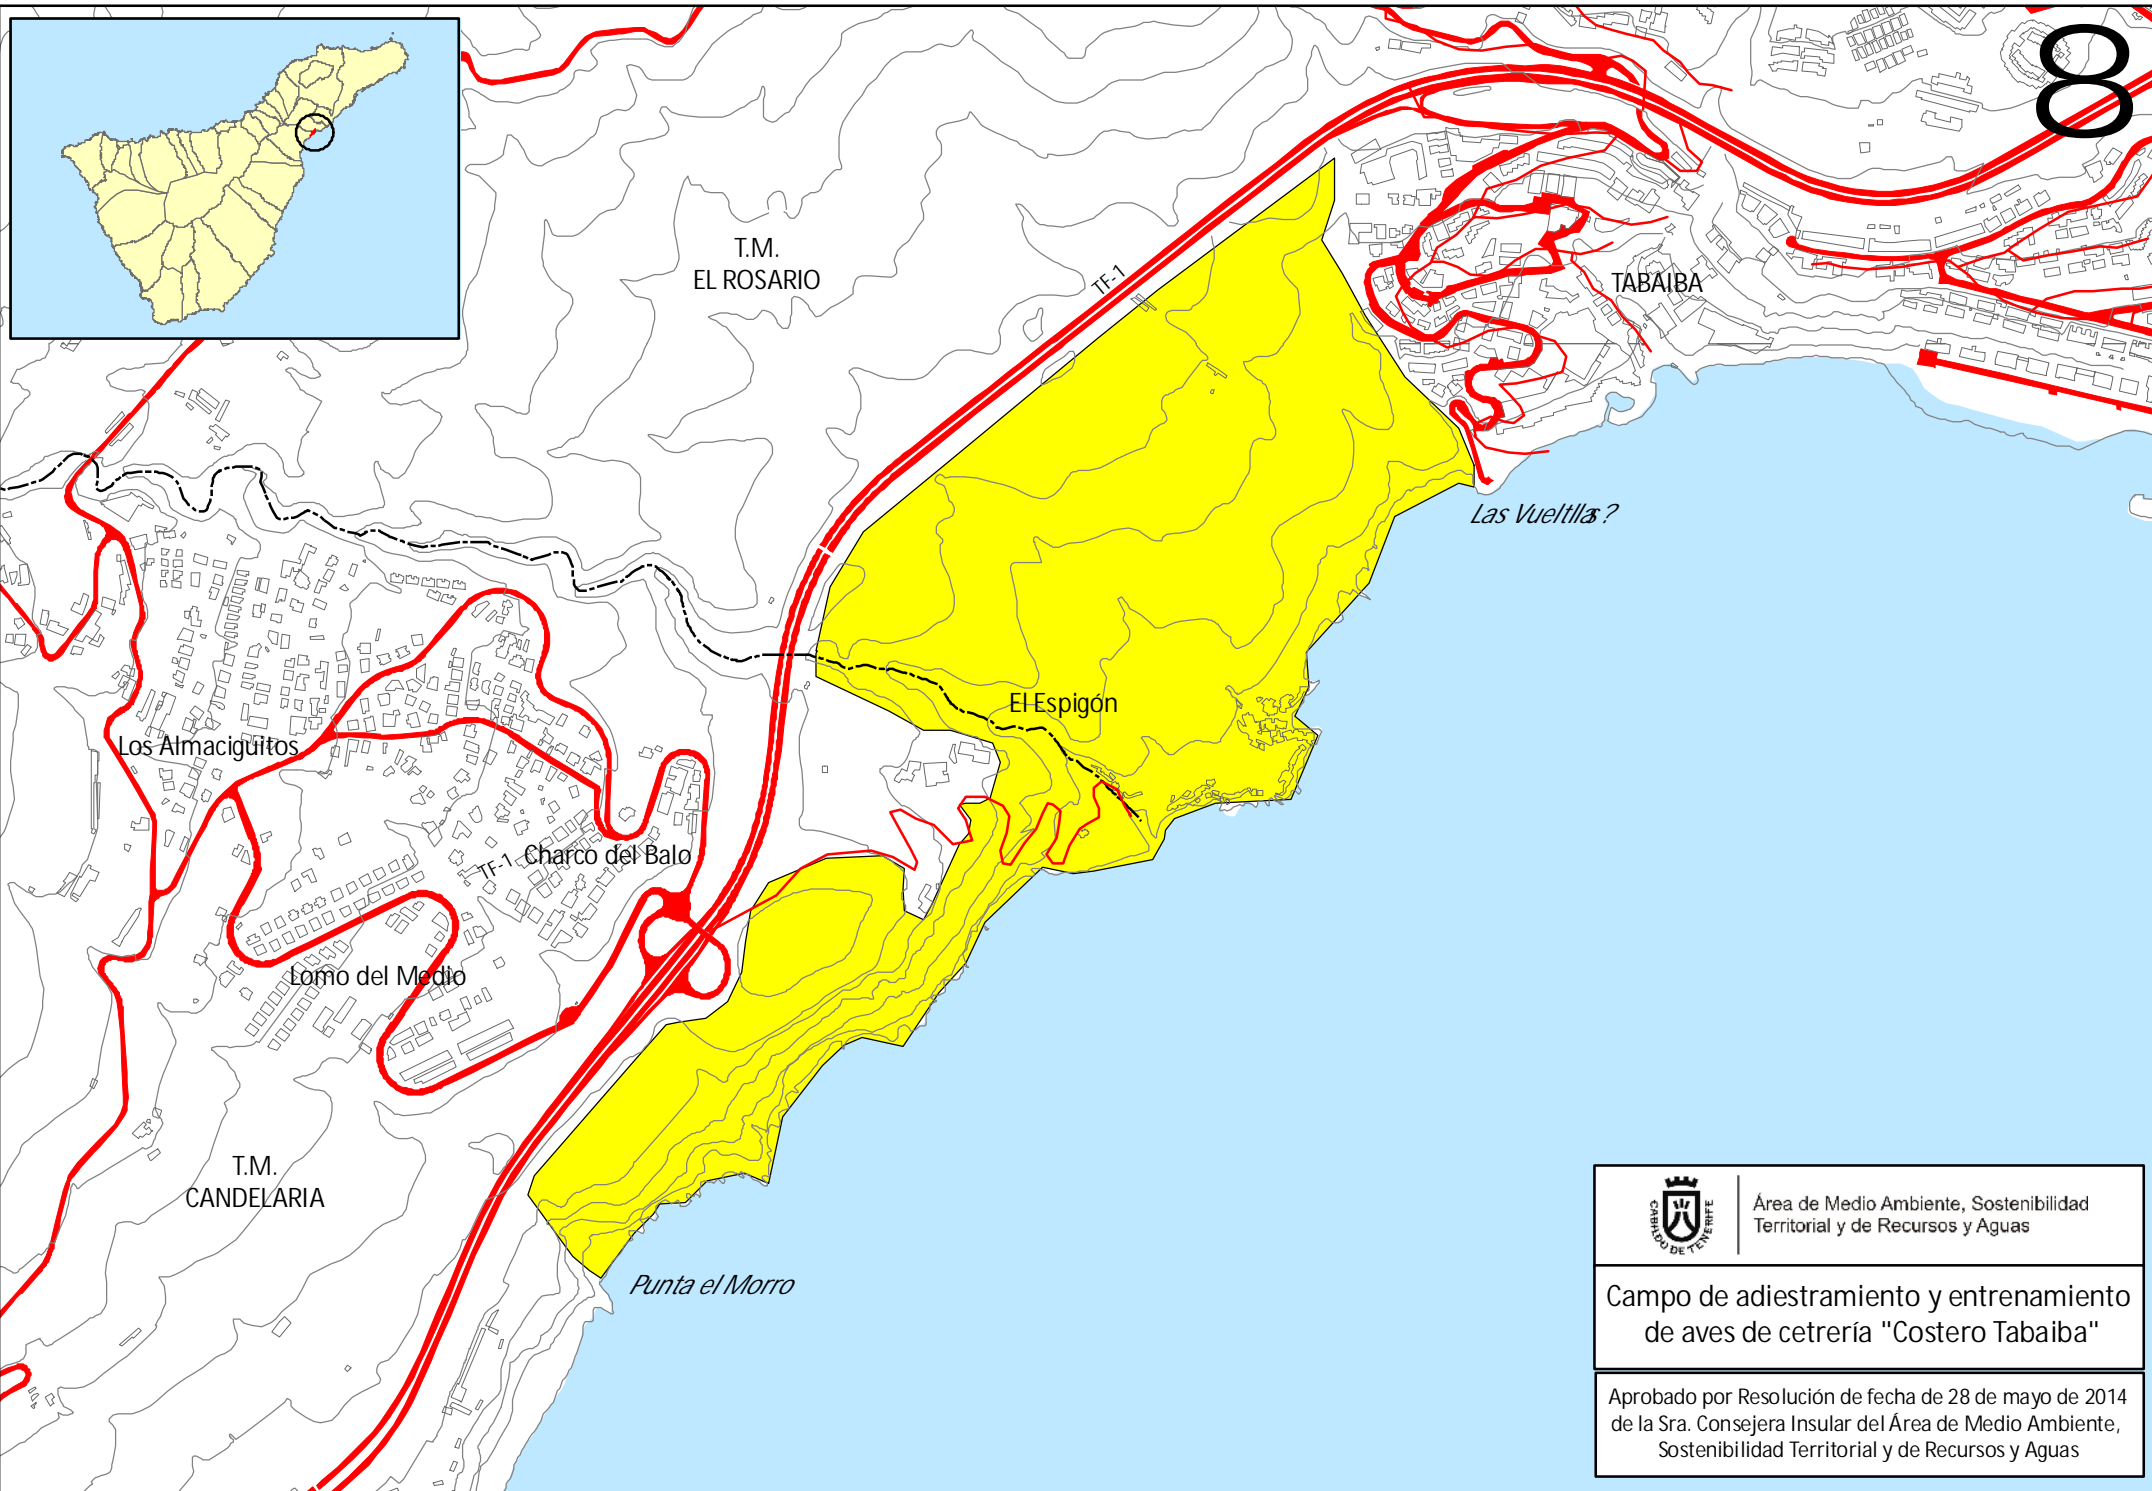 8
T.M.
EL ROSARIO
TF-1
TABAIBA
Las Vueltllas ?
El Espigón
Los Almaciguitos
TF-1
Charco del Balo
Lomo del Medio
T.M.
CANDELARIA
Punta el Morro
CABILDO DE TENERIFE
Área de Medio Ambiente, Sostenibilidad
Territorial y de Recursos y Aguas
Campo de adiestramiento y entrenamiento
de aves de cetrería "Costero Tabaiba"
Aprobado por Resolución de fecha de 28 de mayo de 2014
de la Sra. Consejera Insular del Área de Medio Ambiente,
Sostenibilidad Territorial y de Recursos y Aguas